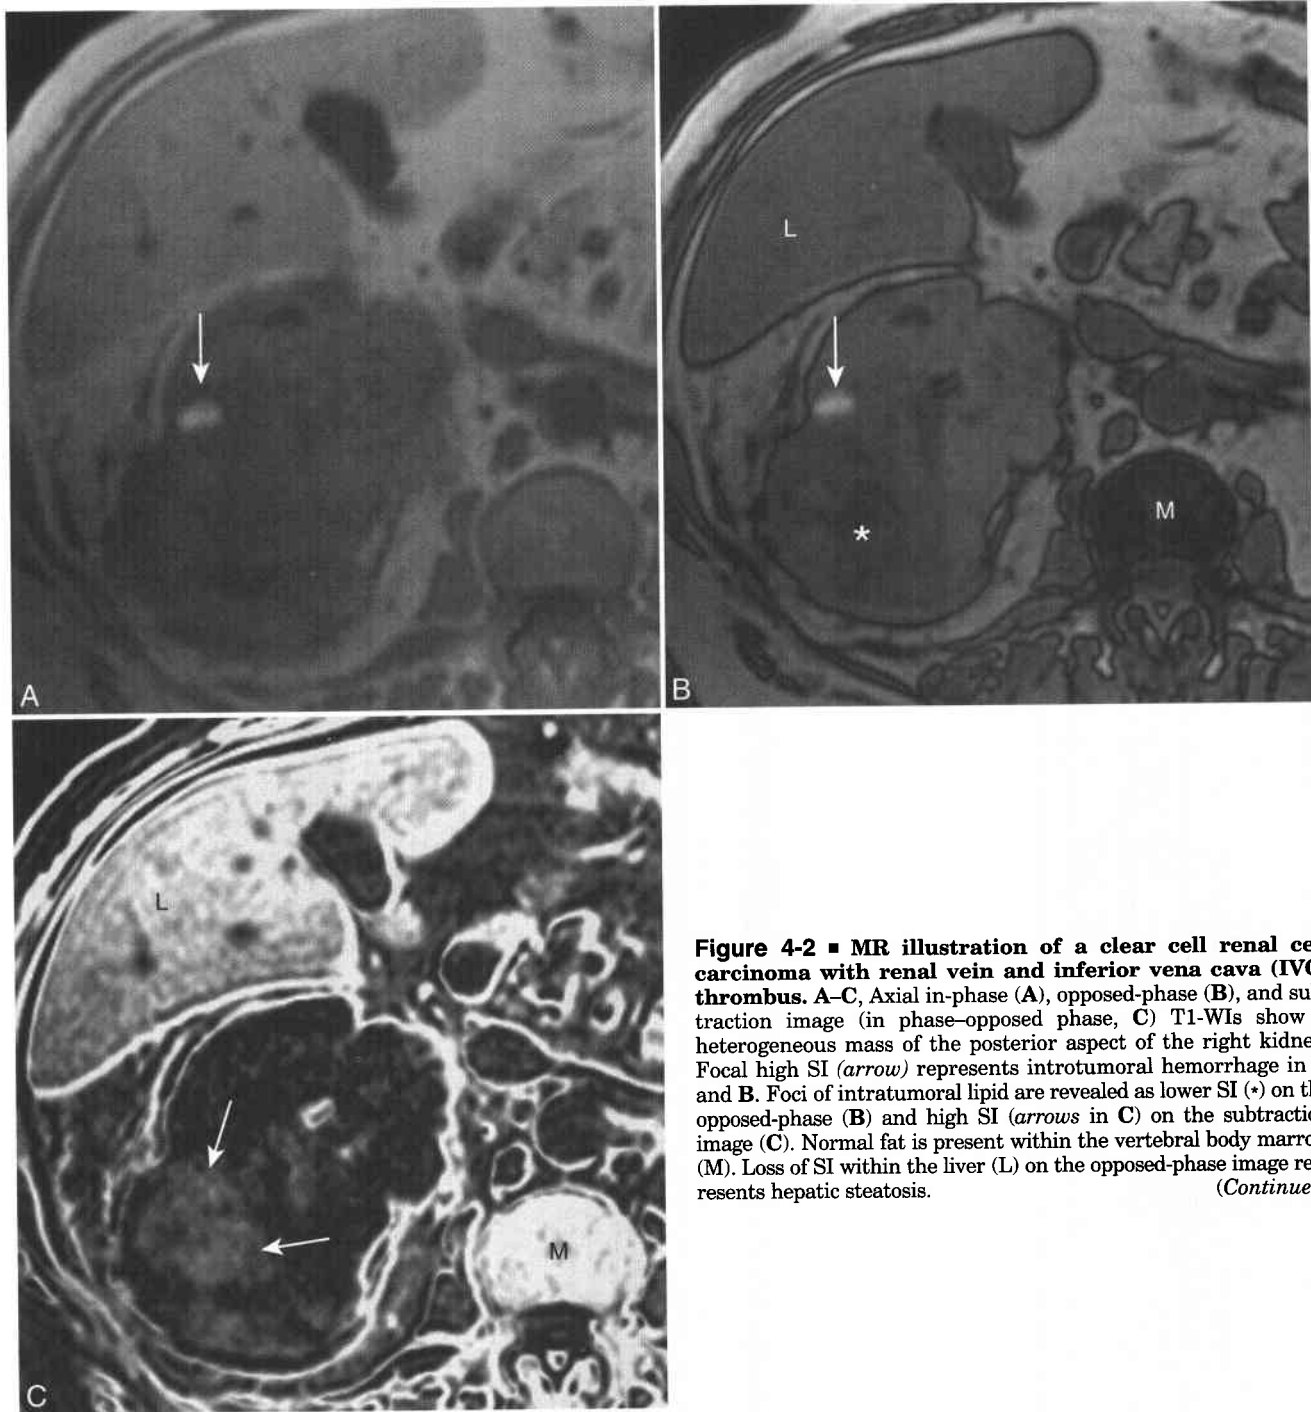 A
L
*
M
B
L
M
C
Figure 4-2 ■ MR illustration of a clear cell renal ce
carcinoma with renal vein and inferior vena cava (IVC
thrombus. A–C, Axial in-phase (A), opposed-phase (B), and su
traction image (in phase–opposed phase, C) T1-WIs show
heterogeneous mass of the posterior aspect of the right kidne
Focal high SI (arrow) represents introtumoral hemorrhage in
and B. Foci of intratumoral lipid are revealed as lower SI (*) on th
opposed-phase (B) and high SI (arrows in C) on the subtractio
image (C). Normal fat is present within the vertebral body marro
(M). Loss of SI within the liver (L) on the opposed-phase image re
resents hepatic steatosis. (Continue